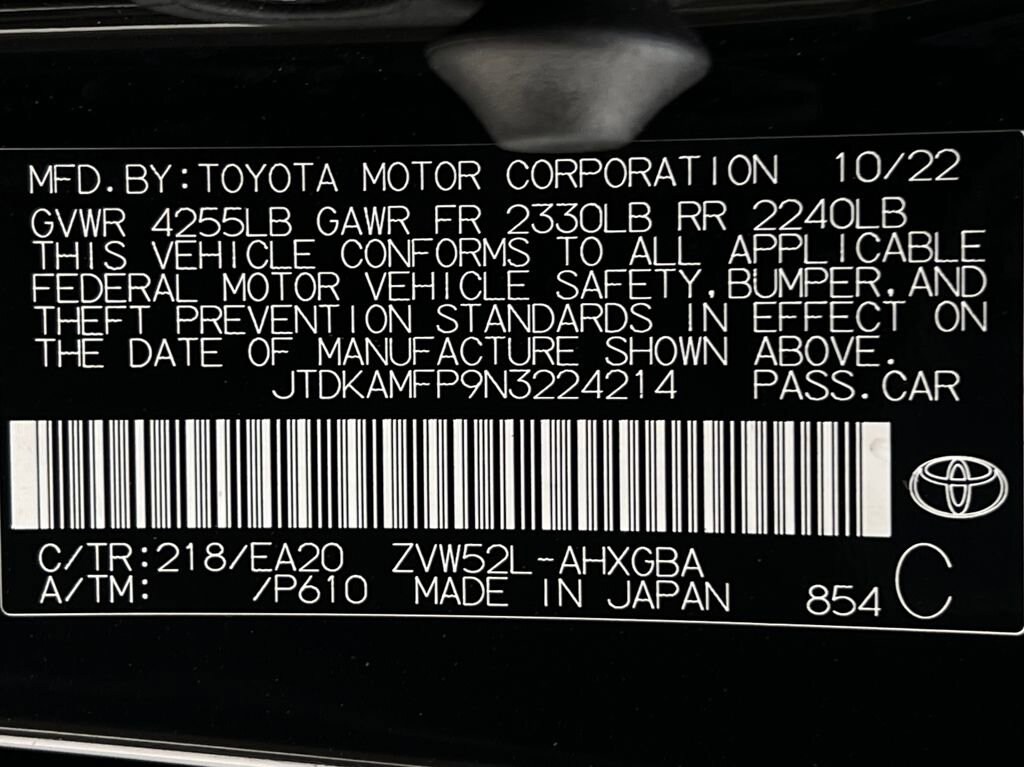 MFD.BY:TOYOTA MOTOR CORPORATION 10/22
GVWR 4255LB GAWR FR 2330LB RR 2240LB
THIS VEHICLE CONFORMS TO ALL APPLICABLE
FEDERAL MOTOR VEHICLE SAFETY,BUMPER,AND
THEFT PREVENTION STANDARDS IN EFFECT ON
THE DATE OF MANUFACTURE SHOWN ABOVE.
JTDKAMFP9N3224214 PASS.CAR
C/TR:218/EA20 ZVW52L-AHXGBA
A/TM: /P610 MADE IN JAPAN 854 C